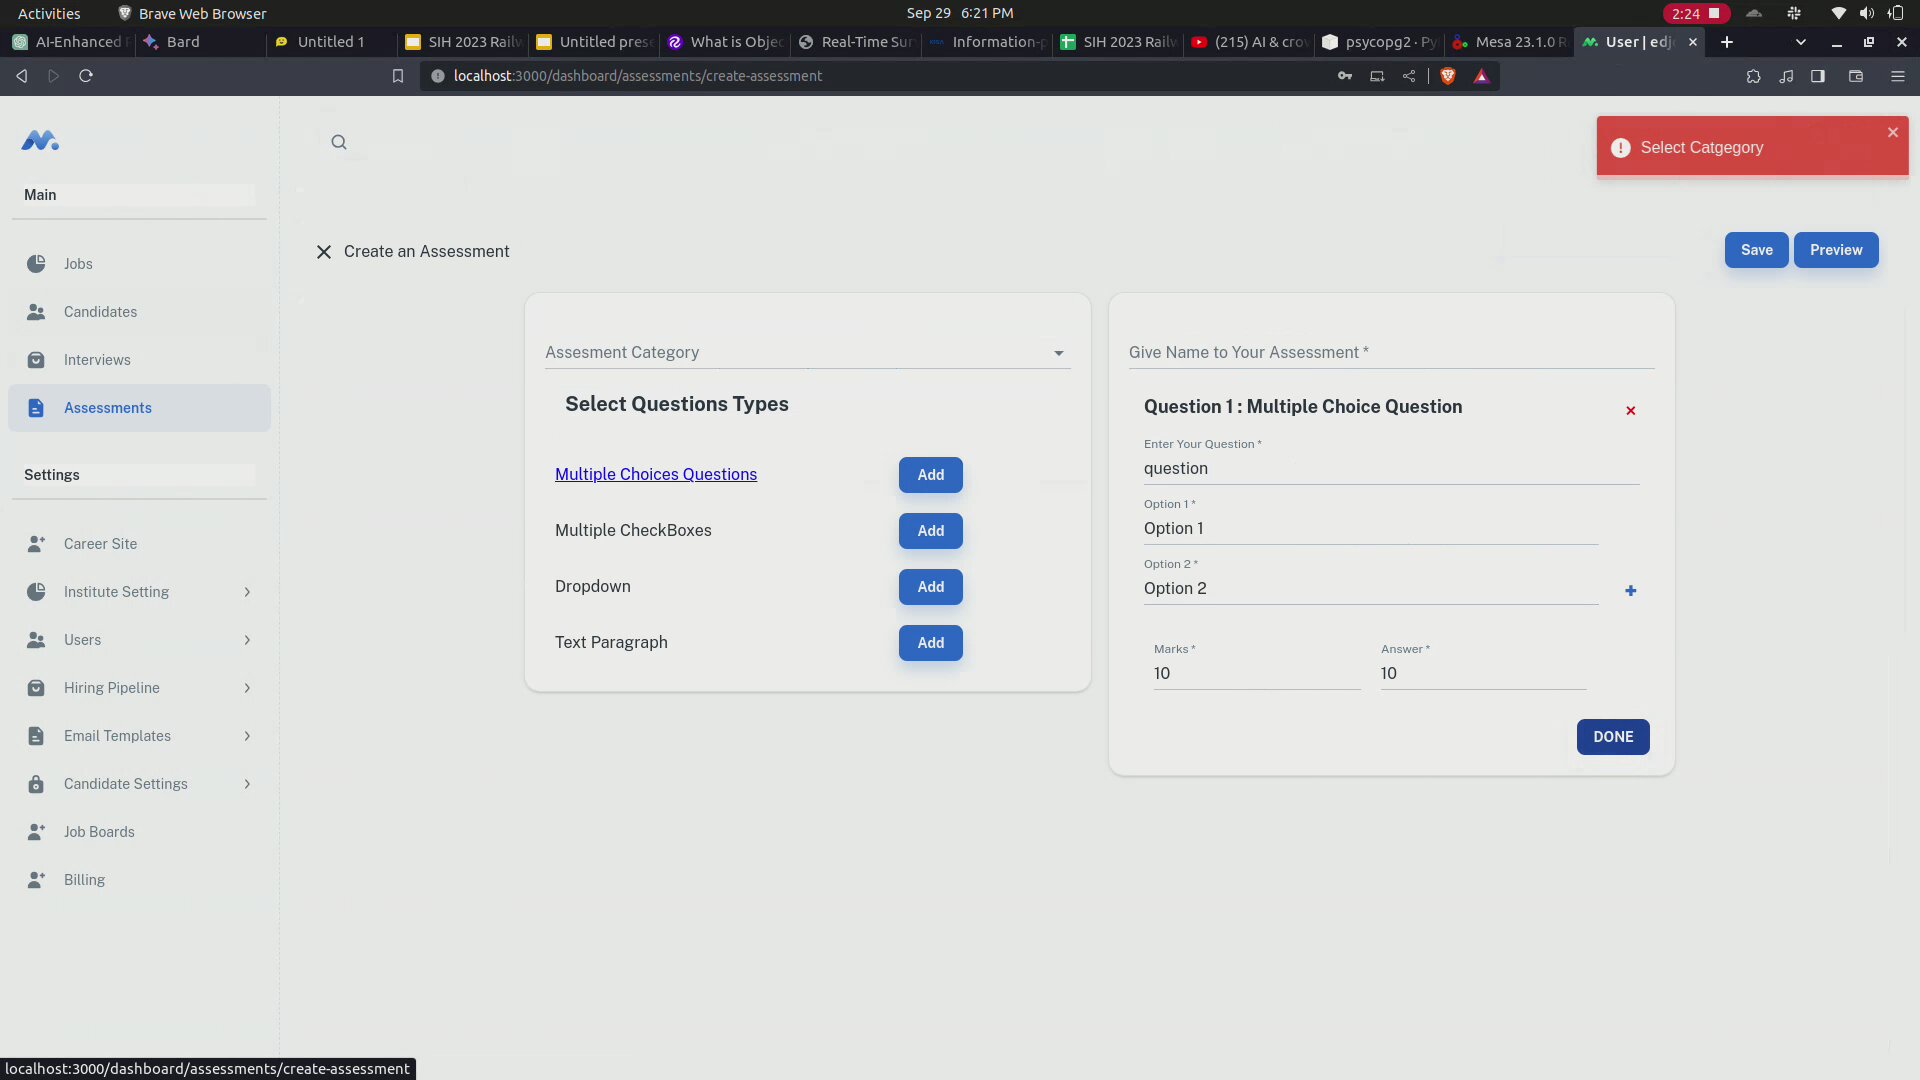 Activities
Brave Web Browser
Sep 29 6:21 PM
2:24
AI-Enhanced
Bard
Untitled 1
SIH 2023 Railw
Untitled prese
What is Objec
Real-Time Sur
Information-p
SIH 2023 Railw
(215) AI & crow
psycopg2 · Py
Mesa 23.1.0 R
User | edj
localhost:3000/dashboard/assessments/create-assessment
Select Catgegory
Main
Jobs
Candidates
Interviews
Assessments
Settings
Career Site
Institute Setting
Users
Hiring Pipeline
Email Templates
Candidate Settings
Job Boards
Billing
Create an Assessment
Save
Preview
Assesment Category
Select Questions Types
Multiple Choices Questions
Add
Multiple CheckBoxes
Add
Dropdown
Add
Text Paragraph
Add
Give Name to Your Assessment *
Question 1 : Multiple Choice Question
Enter Your Question *
question
Option 1 *
Option 1
Option 2 *
Option 2
Marks *
10
Answer *
10
DONE
localhost:3000/dashboard/assessments/create-assessment